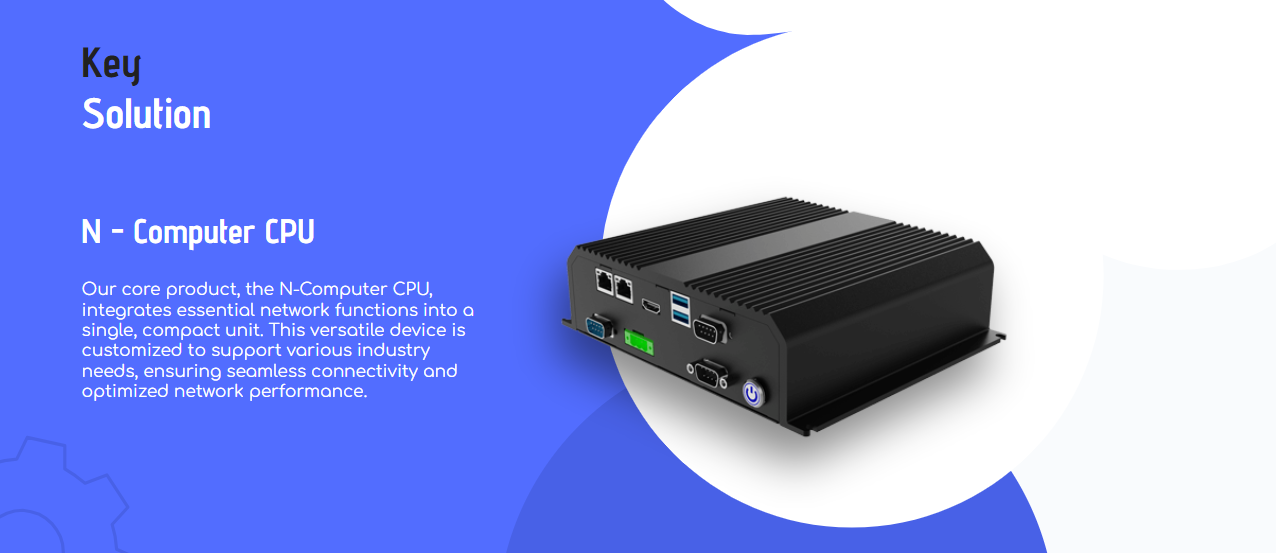 Key
Solution
N - Computer CPU
Our core product, the N-Computer CPU,
integrates essential network functions into a
single, compact unit. This versatile device is
customized to support various industry
needs, ensuring seamless connectivity and
optimized network performance.